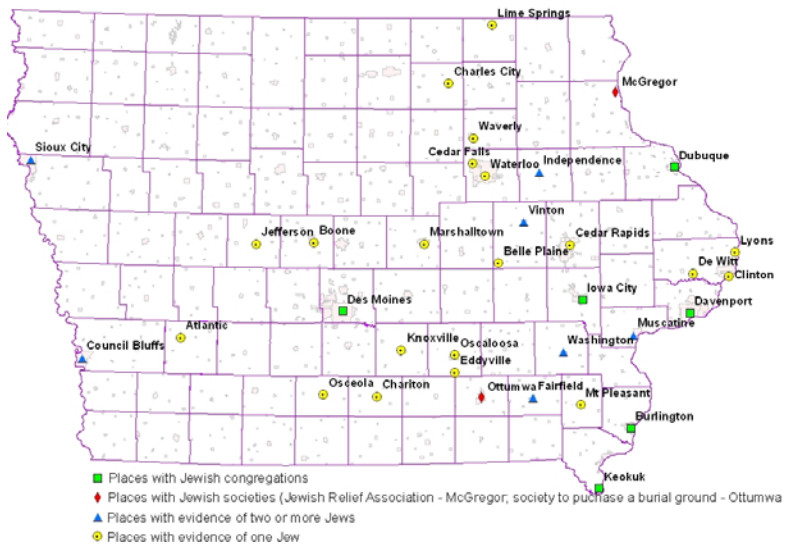 Lime Springs
Charles City
McGregor
Waverly
Sioux City
Cedar Falls
Waterloo
Independence
Dubuque
Vinton
Jefferson
Boone
Marshalltown
Cedar Rapids
Lyons
Belle Plaine
De Witt
Clinton
Iowa City
Des Moines
Davenport
Muscatine
Atlantic
Knoxville
Oscaloosa
Washington
Council Bluffs
Eddyville
Osceola
Chariton
Ottumwa
Fairfield
Mt Pleasant
Burlington
Keokuk
Places with Jewish congregations
Places with Jewish societies (Jewish Relief Association - McGregor; society to puchase a burial ground - Ottumwa
Places with evidence of two or more Jews
Places with evidence of one Jew